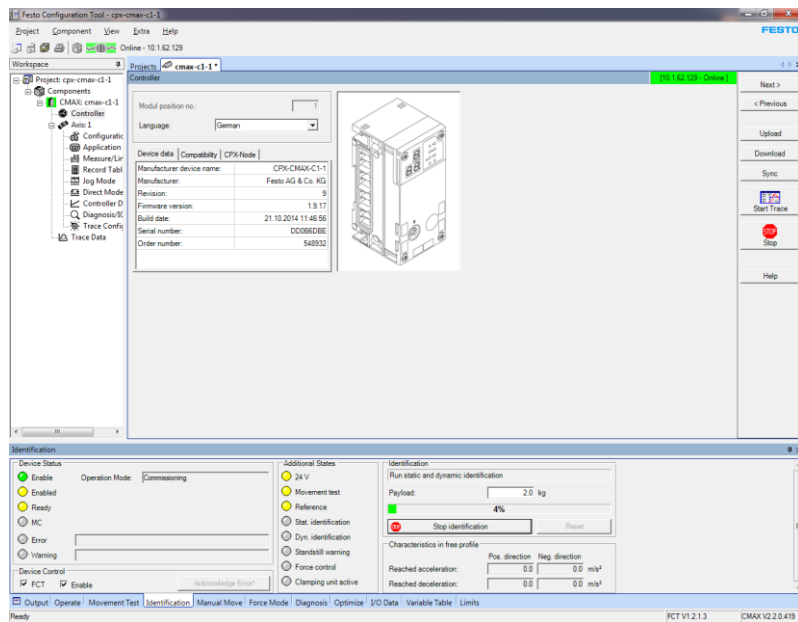 Festo Configuration Tool - cpx-cmax-c1-1
Project Component View Extra Help
FESTO
Online - 10.1.62.129
Workspace
Projects cmax-c1-1 *
Project: cpx-cmax-c1-1
Components
CMAX: cmax-c1-1
Controller
Axis: 1
Configuratic
Application
Measure/Lir
Record Tabl
Jog Mode
Direct Mode
Controller D
Diagnosis/IC
Trace Config
Trace Data
Controller
[10.1.62.129 - Online]
Modul position no.: 1
Language: German
Device data Compatibility CPX-Node
Manufacturer device name: CPX-CMAX-C1-1
Manufacturer: Festo AG & Co. KG
Revision: 9
Firmware version: 1.9.17
Build date: 21.10.2014 11:46:56
Serial number: DD0B6DBE
Order number: 548932
Next >
< Previous
Upload
Download
Sync
Start Trace
STOP
Stop
Help
Identification
Device Status
Enable Operation Mode: Commissioning
Enabled
Ready
MC
Error
Warning
Device Control
FCT Enable Acknowledge Error!
Additional States
24 V
Movement test
Reference
Stat. identification
Dyn. identification
Standstill warning
Force control
Clamping unit active
Identification
Run static and dynamic identification
Payload: 2.0 kg
4%
Stop identification Reset
Characteristics in free profile
Pos. direction Neg. direction
Reached acceleration: 0.0 0.0 m/s²
Reached deceleration: 0.0 0.0 m/s²
Output Operate Movement Test Identification Manual Move Force Mode Diagnosis Optimize I/O Data Variable Table Limits
Ready
FCT V1.2.1.3 CMAX V2.2.0.419